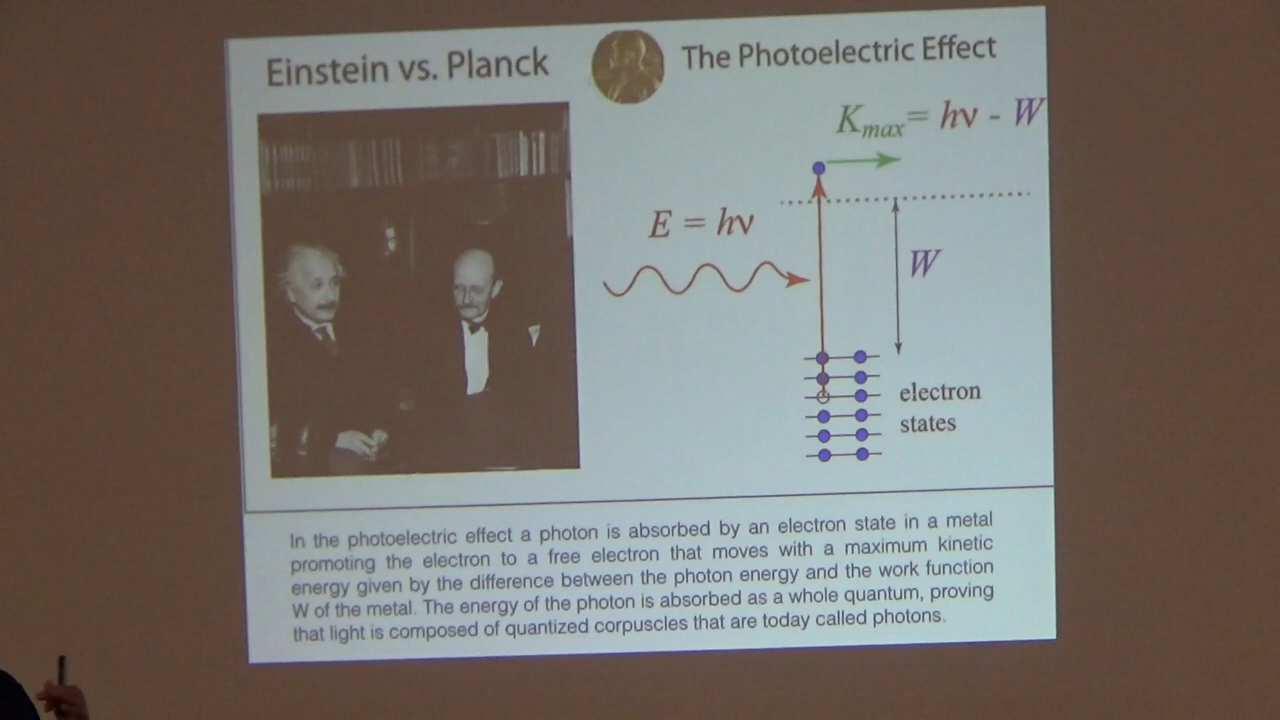 Einstein vs. Planck
The Photoelectric Effect
Kmax = hν - W
E = hν
W
electron
states
In the photoelectric effect a photon is absorbed by an electron state in a metal
promoting the electron to a free electron that moves with a maximum kinetic
energy given by the difference between the photon energy and the work function
W of the metal. The energy of the photon is absorbed as a whole quantum, proving
that light is composed of quantized corpuscles that are today called photons.